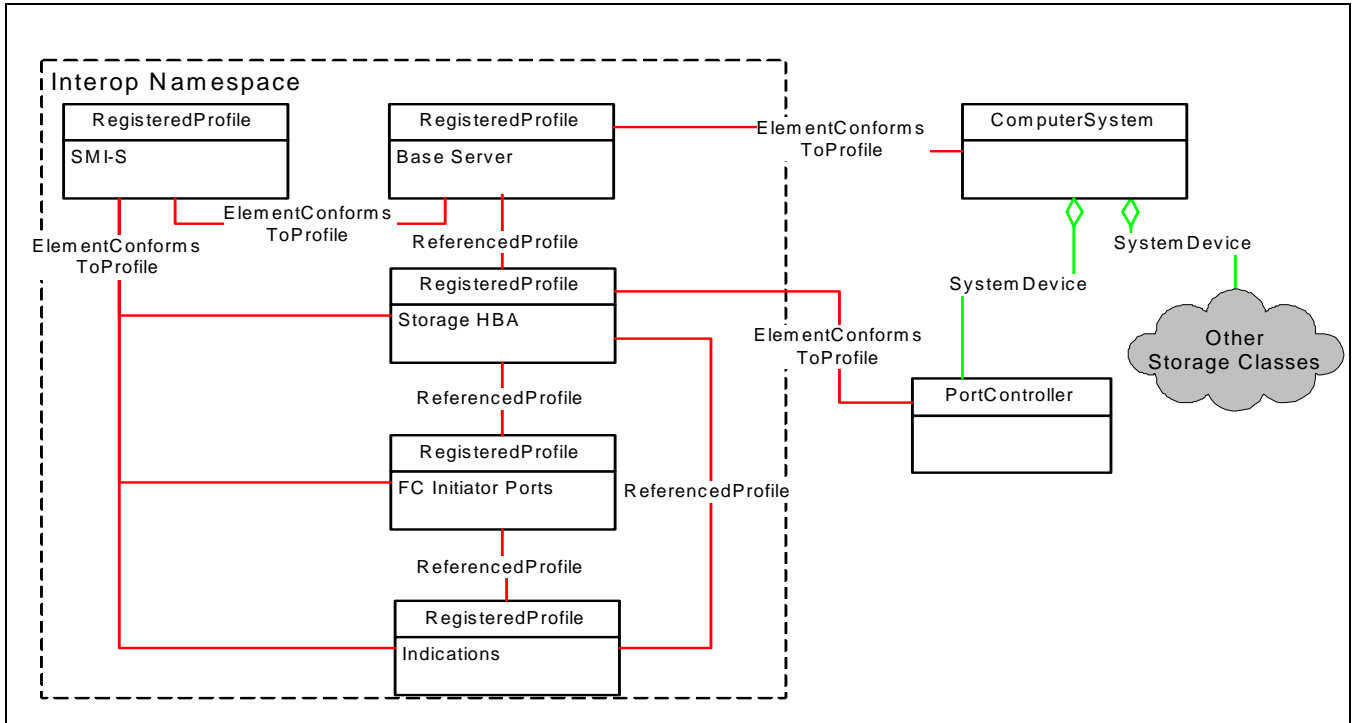 Interop Namespace
RegisteredProfile
SMI-S
RegisteredProfile
Base Server
ElementConforms
ToProfile
ComputerSystem
ElementConforms
ToProfile
ElementConforms
ToProfile
ReferencedProfile
SystemDevice
SystemDevice
RegisteredProfile
Storage HBA
ElementConforms
ToProfile
Other
Storage Classes
ReferencedProfile
PortController
RegisteredProfile
FC Initiator Ports
ReferencedProfile
ReferencedProfile
RegisteredProfile
Indications